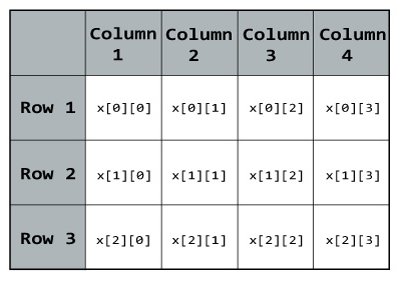 Column Column Column Column
1 2 3 4
Row 1 x[0][0] x[0][1] x[0][2] x[0][3]
Row 2 x[1][0] x[1][1] x[1][2] x[1][3]
Row 3 x[2][0] x[2][1] x[2][2] x[2][3]